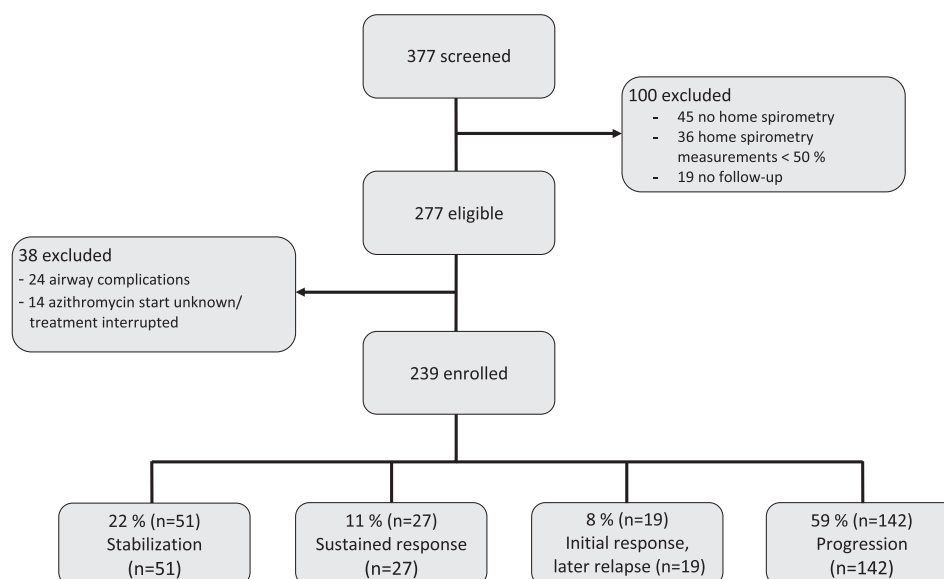 377 screened
100 excluded
- 45 no home spirometry
- 36 home spirometry
measurements < 50 %
- 19 no follow-up
277 eligible
38 excluded
- 24 airway complications
- 14 azithromycin start unknown/
treatment interrupted
239 enrolled
22 % (n=51)
Stabilization
(n=51)
11 % (n=27)
Sustained response
(n=27)
8 % (n=19)
Initial response,
later relapse (n=19)
59 % (n=142)
Progression
(n=142)